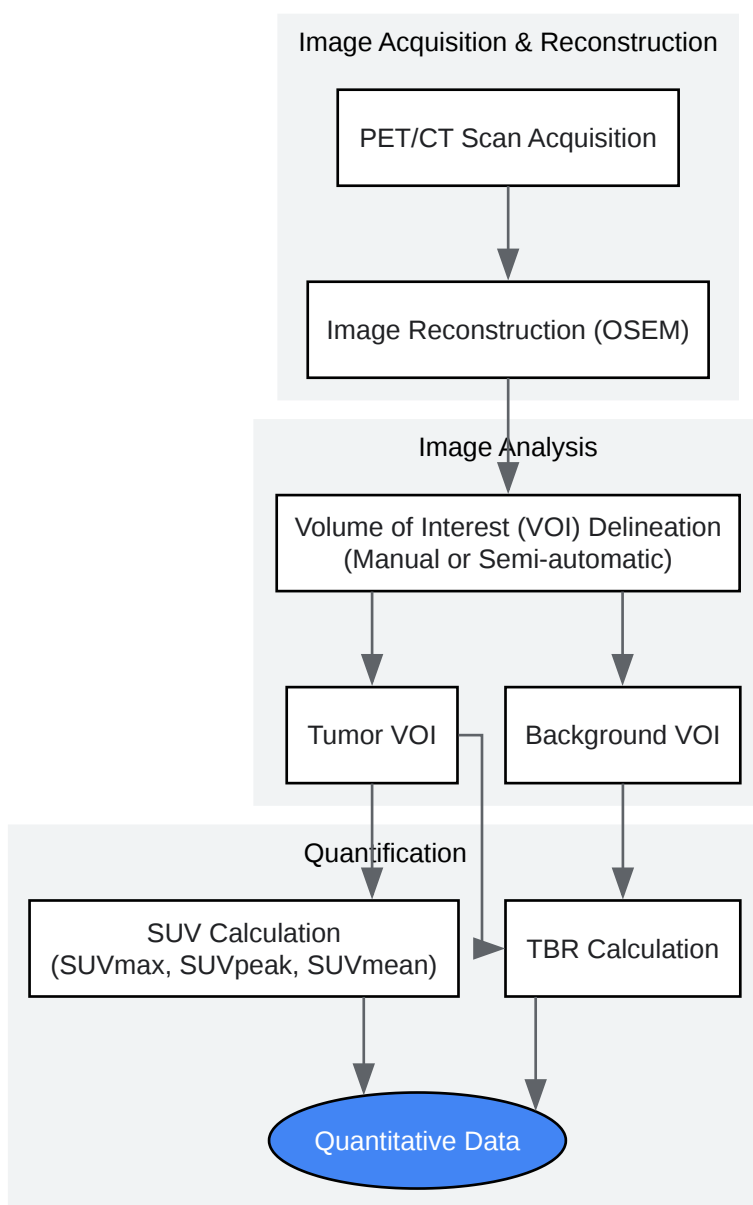 Image Acquisition & Reconstruction
PET/CT Scan Acquisition
Image Reconstruction (OSEM)
Image Analysis
Volume of Interest (VOI) Delineation
(Manual or Semi-automatic)
Tumor VOI
Background VOI
Quantification
SUV Calculation
(SUVmax, SUVpeak, SUVmean)
TBR Calculation
Quantitative Data